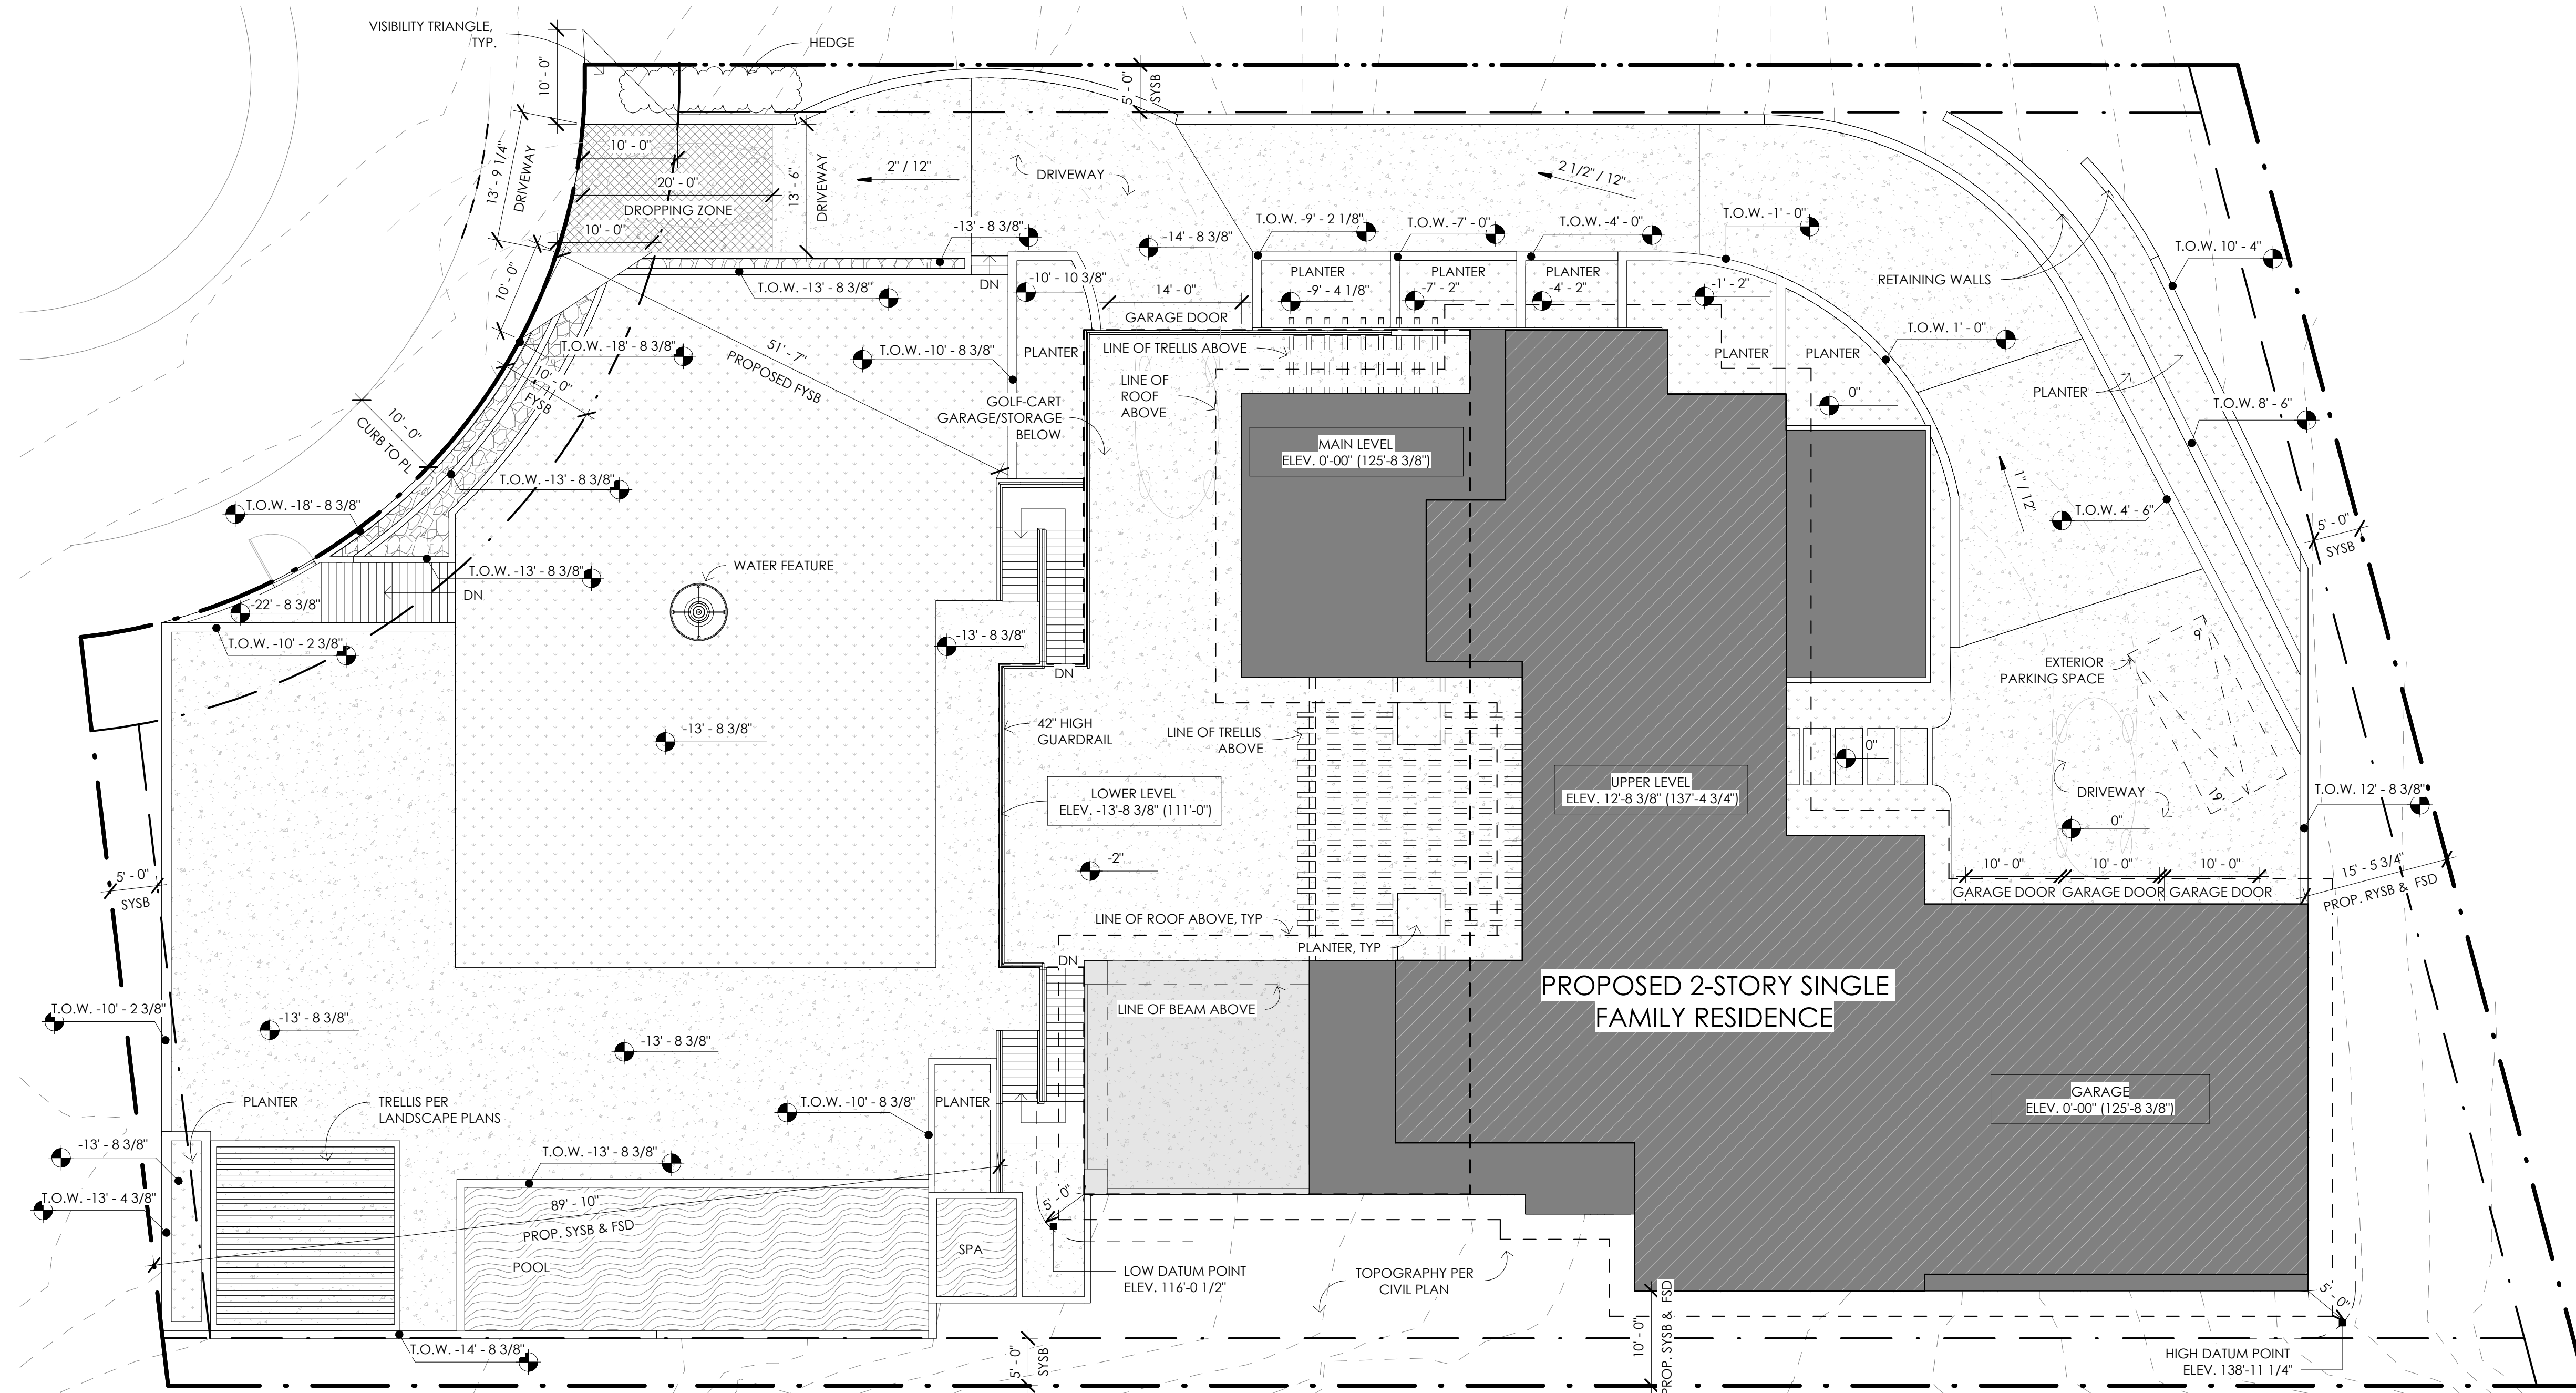 VISIBILITY TRIANGLE,
TYP.
HEDGE
10' - 0"
5' - 0"
SYSB
13' - 9 1/4"
DRIVEWAY
10' - 0"
20' - 0"
DROPPING ZONE
10' - 0"
13' - 6"
DRIVEWAY
2" / 12"
DRIVEWAY
2 1/2" / 12"
-13' - 8 3/8"
-14' - 8 3/8"
T.O.W. -9' - 2 1/8"
T.O.W. -7' - 0"
T.O.W. -4' - 0"
T.O.W. -1' - 0"
T.O.W. 10' - 4"
RETAINING WALLS
10' - 0"
T.O.W. -13' - 8 3/8"
DN
-10' - 10 3/8"
14' - 0"
GARAGE DOOR
PLANTER
-9' - 4 1/8"
PLANTER
-7' - 2"
PLANTER
-4' - 2"
-1' - 2"
T.O.W. 1' - 0"
T.O.W. -18' - 8 3/8"
51' - 7"
PROPOSED FYSB
T.O.W. -10' - 8 3/8"
PLANTER
LINE OF TRELLIS ABOVE
PLANTER
PLANTER
10' - 0"
FYSB
LINE OF
ROOF
ABOVE
0"
PLANTER
T.O.W. 8' - 6"
10' - 0"
CURB TO PL
GOLF-CART
GARAGE/STORAGE
BELOW
MAIN LEVEL
ELEV. 0'-00" (125'-8 3/8")
T.O.W. -13' - 8 3/8"
1" / 12"
T.O.W. -18' - 8 3/8"
T.O.W. 4' - 6"
5' - 0"
SYSB
T.O.W. -13' - 8 3/8"
WATER FEATURE
DN
-22' - 8 3/8"
T.O.W. -10' - 2 3/8"
-13' - 8 3/8"
DN
9'
EXTERIOR
PARKING SPACE
19'
-13' - 8 3/8"
42" HIGH
GUARDRAIL
LINE OF TRELLIS
ABOVE
0"
LOWER LEVEL
ELEV. -13'-8 3/8" (111'-0")
UPPER LEVEL
ELEV. 12'-8 3/8" (137'-4 3/4")
DRIVEWAY
0"
T.O.W. 12' - 8 3/8"
-2"
5' - 0"
SYSB
10' - 0"
10' - 0"
10' - 0"
GARAGE DOOR
GARAGE DOOR
GARAGE DOOR
15' - 5 3/4"
PROP. RYSB & FSD
LINE OF ROOF ABOVE, TYP
PLANTER, TYP
DN
T.O.W. -10' - 2 3/8"
-13' - 8 3/8"
-13' - 8 3/8"
LINE OF BEAM ABOVE
PROPOSED 2-STORY SINGLE
FAMILY RESIDENCE
PLANTER
TRELLIS PER
LANDSCAPE PLANS
T.O.W. -10' - 8 3/8"
PLANTER
GARAGE
ELEV. 0'-00" (125'-8 3/8")
-13' - 8 3/8"
T.O.W. -13' - 8 3/8"
T.O.W. -13' - 4 3/8"
89' - 10"
PROP. SYSB & FSD
5' - 0"
POOL
SPA
LOW DATUM POINT
ELEV. 116'-0 1/2"
TOPOGRAPHY PER
CIVIL PLAN
5' - 0"
T.O.W. -14' - 8 3/8"
5' - 0"
SYSB
10' - 0"
PROP. SYSB & FSD
HIGH DATUM POINT
ELEV. 138'-11 1/4"